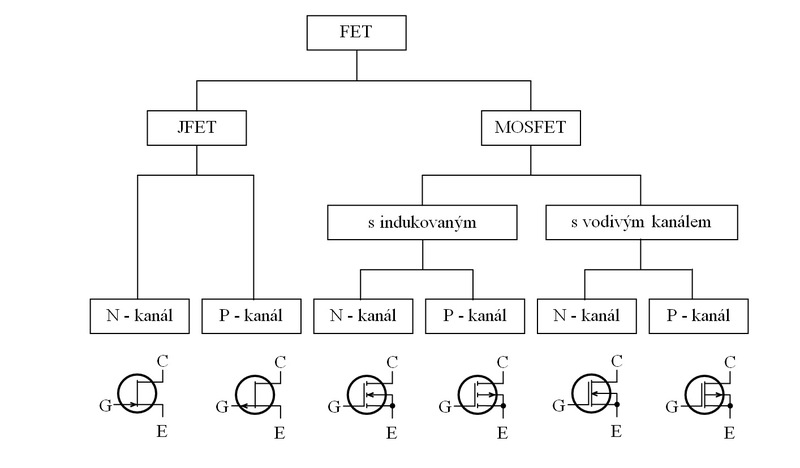 FET
JFET MOSFET
s indukovaným s vodivým kanálem
N - kanál P - kanál N - kanál P - kanál N - kanál P - kanál
C C C C C C
G G G G G G
E E E E E E